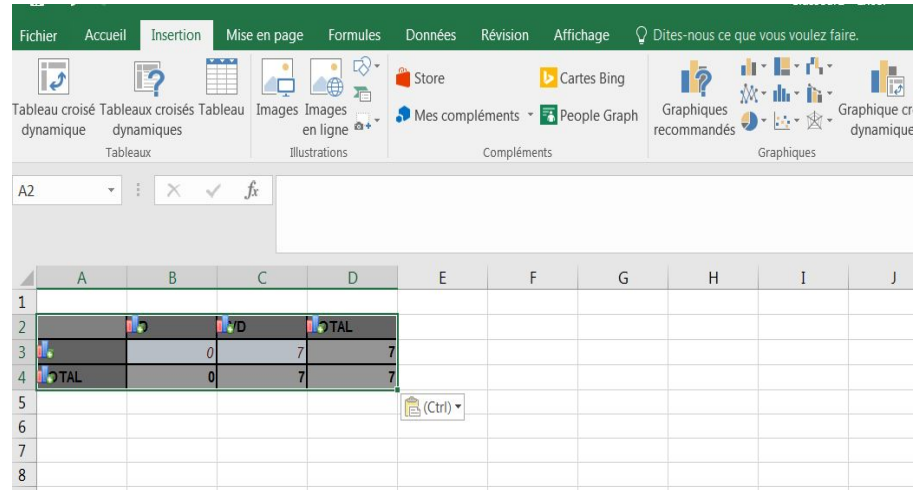 Fichier Accueil Insertion Mise en page Formules Données Révision Affichage Dites-nous ce que vous voulez faire.
Tableau croisé dynamique
Tableaux croisés dynamiques
Tableau
Images
Images en ligne
Store
Mes compléments
Cartes Bing
People Graph
Graphiques recommandés
Graphique cr
dynamique
Tableaux Illustrations Compléments Graphiques
A2 fx
A B C D E F G H I J
1
2 OTAL
3 0 7 7
4 OTAL 0 7 7
5 (Ctrl)
6
7
8